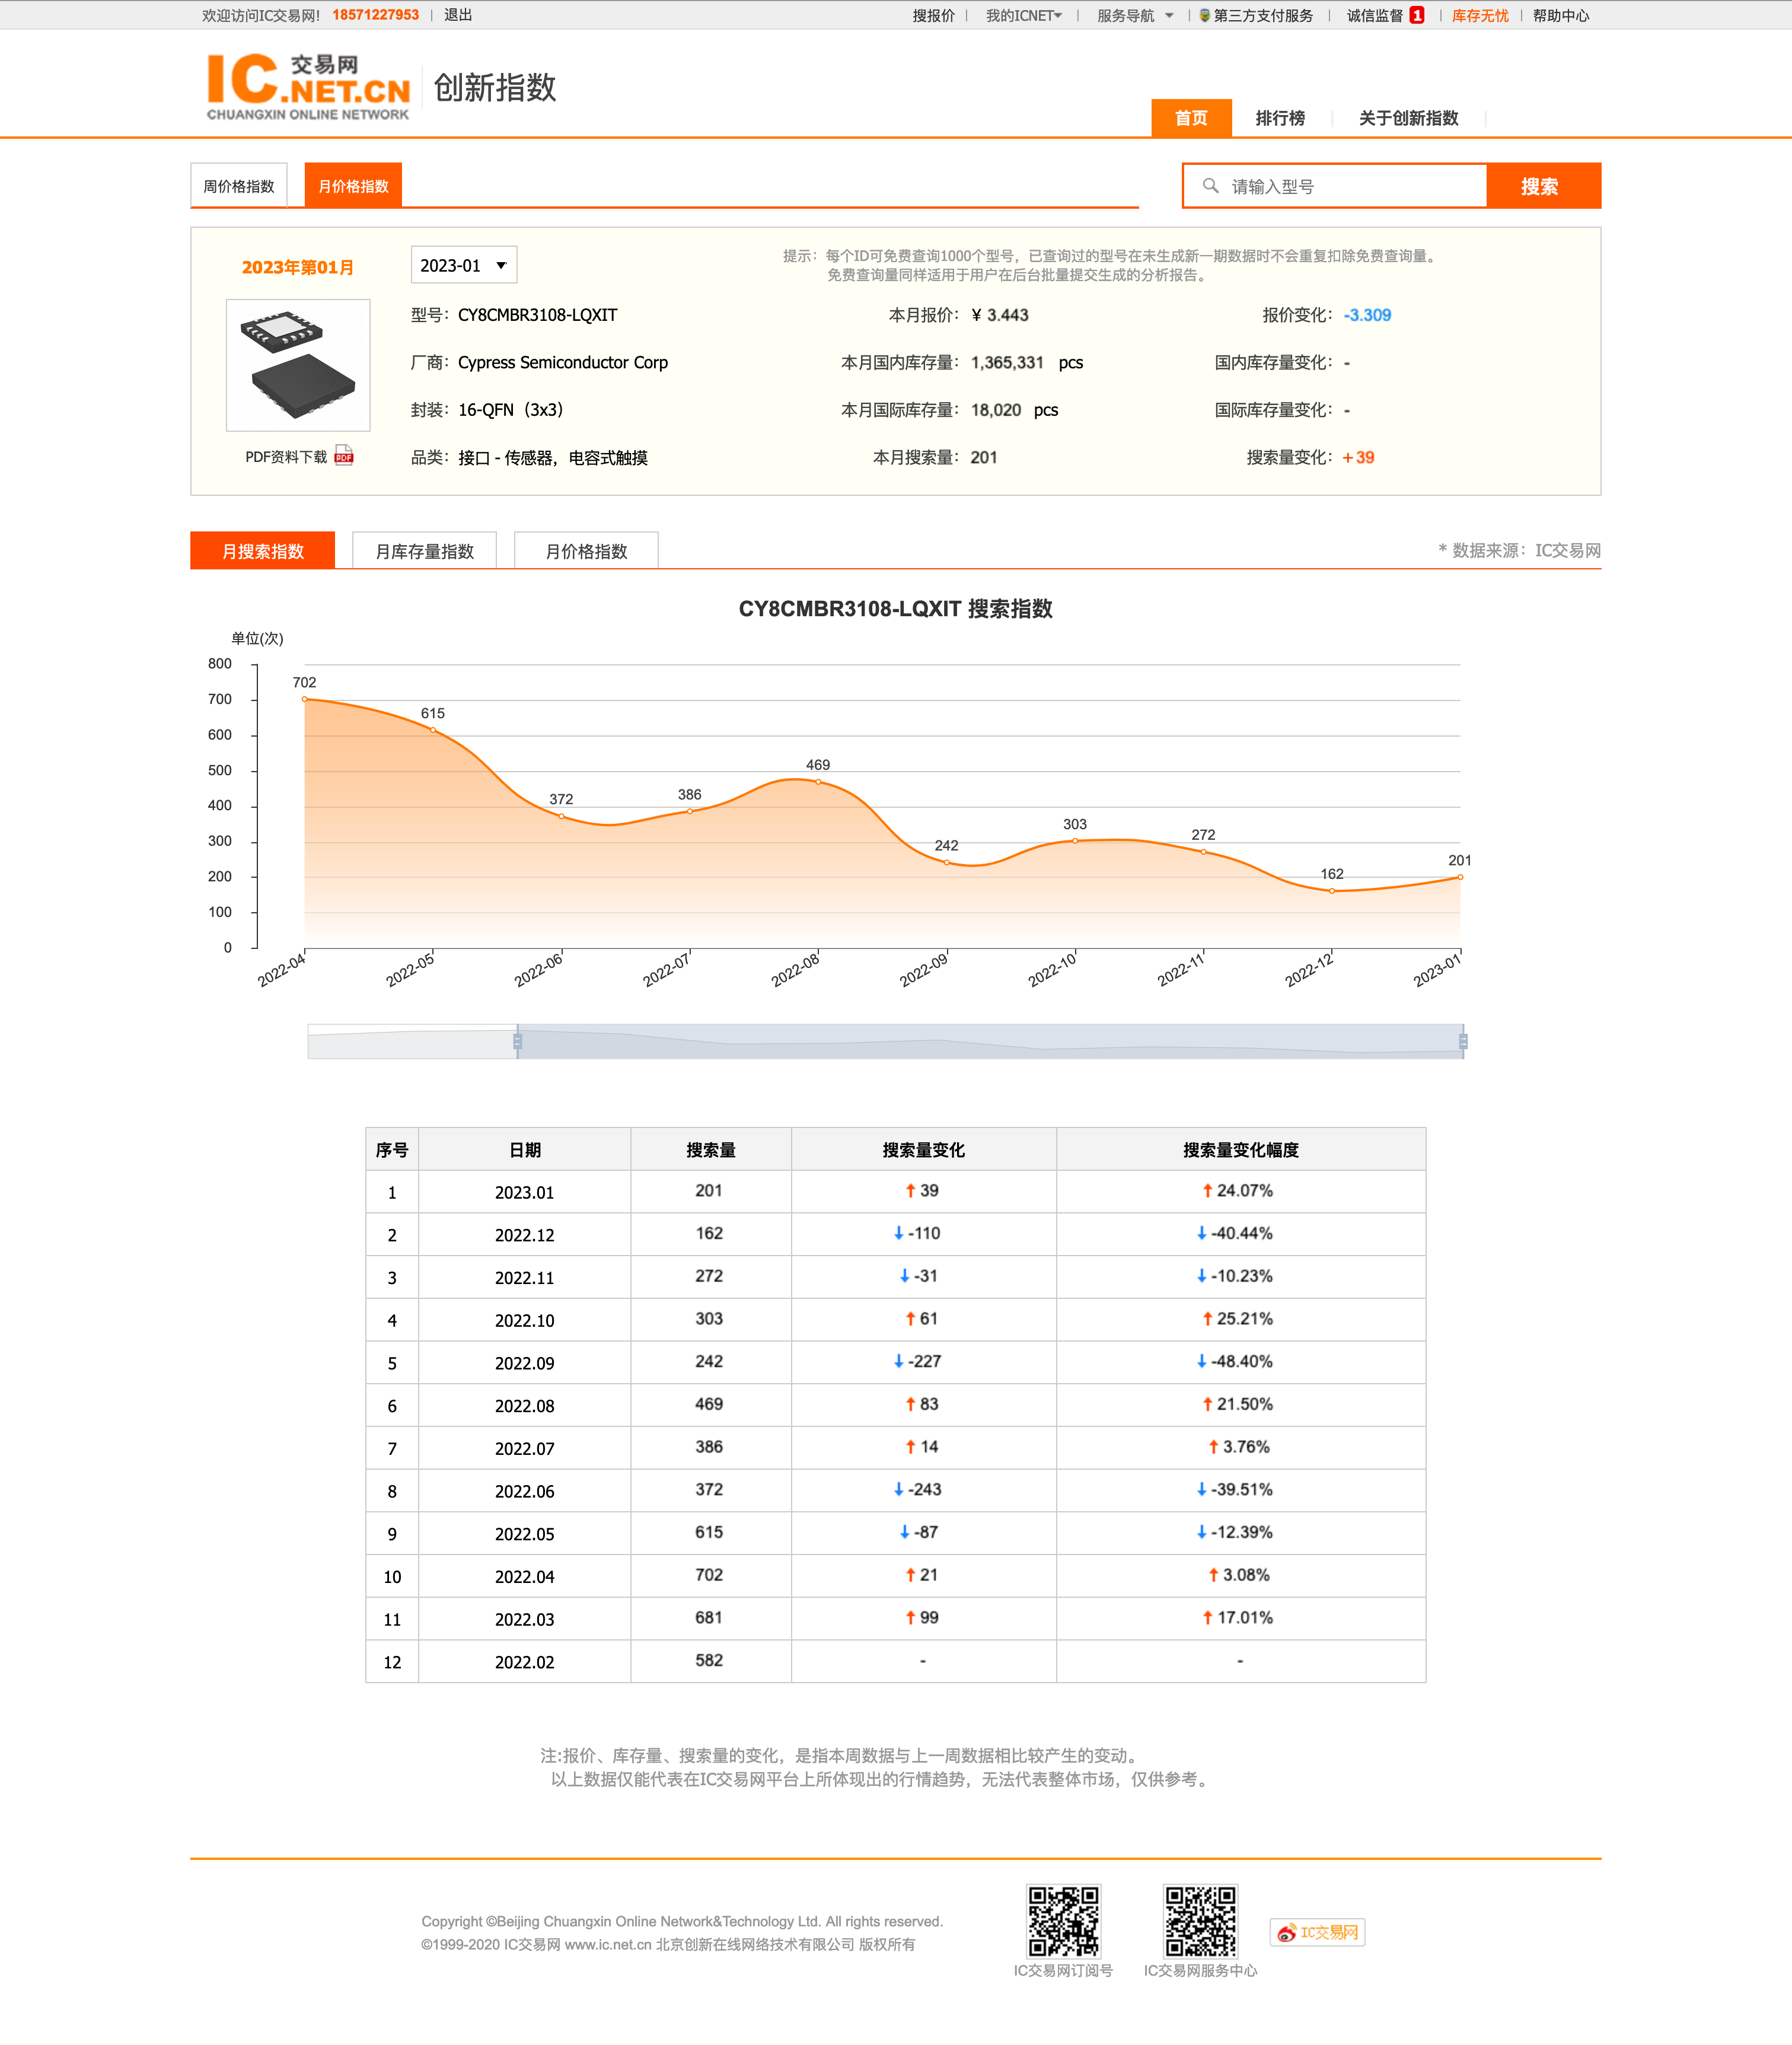 欢迎访问IC交易网! 18571227953 | 退出
搜报价 | 我的ICNET | 服务导航 | 第三方支付服务 | 诚信监督 1 | 库存无忧 | 帮助中心
IC.NET.CN 交易网
CHUANGXIN ONLINE NETWORK
创新指数
首页 排行榜 关于创新指数
周价格指数 月价格指数
请输入型号 搜索
2023年第01月
2023-01
提示：每个ID可免费查询1000个型号，已查询过的型号在未生成新一期数据时不会重复扣除免费查询量。
免费查询量同样适用于用户在后台批量提交生成的分析报告。
型号：CY8CMBR3108-LQXIT 本月报价：¥ 3.443 报价变化：-3.309
厂商：Cypress Semiconductor Corp 本月国内库存量：1,365,331 pcs 国内库存量变化：-
封装：16-QFN（3x3） 本月国际库存量：18,020 pcs 国际库存量变化：-
PDF资料下载 PDF
品类：接口 - 传感器，电容式触摸 本月搜索量：201 搜索量变化：+39
月搜索指数 月库存量指数 月价格指数
* 数据来源：IC交易网
CY8CMBR3108-LQXIT 搜索指数
单位(次)
800
700
600
500
400
300
200
100
0
702
615
372
386
469
242
303
272
162
201
2022-04
2022-05
2022-06
2022-07
2022-08
2022-09
2022-10
2022-11
2022-12
2023-01
序号 日期 搜索量 搜索量变化 搜索量变化幅度
1 2023.01 201 ↑39 ↑24.07%
2 2022.12 162 ↓-110 ↓-40.44%
3 2022.11 272 ↓-31 ↓-10.23%
4 2022.10 303 ↑61 ↑25.21%
5 2022.09 242 ↓-227 ↓-48.40%
6 2022.08 469 ↑83 ↑21.50%
7 2022.07 386 ↑14 ↑3.76%
8 2022.06 372 ↓-243 ↓-39.51%
9 2022.05 615 ↓-87 ↓-12.39%
10 2022.04 702 ↑21 ↑3.08%
11 2022.03 681 ↑99 ↑17.01%
12 2022.02 582 - -
注:报价、库存量、搜索量的变化，是指本周数据与上一周数据相比较产生的变动。
以上数据仅能代表在IC交易网平台上所体现出的行情趋势，无法代表整体市场，仅供参考。
Copyright ©Beijing Chuangxin Online Network&Technology Ltd. All rights reserved.
©1999-2020 IC交易网 www.ic.net.cn 北京创新在线网络技术有限公司 版权所有
IC交易网订阅号
IC交易网服务中心
IC交易网